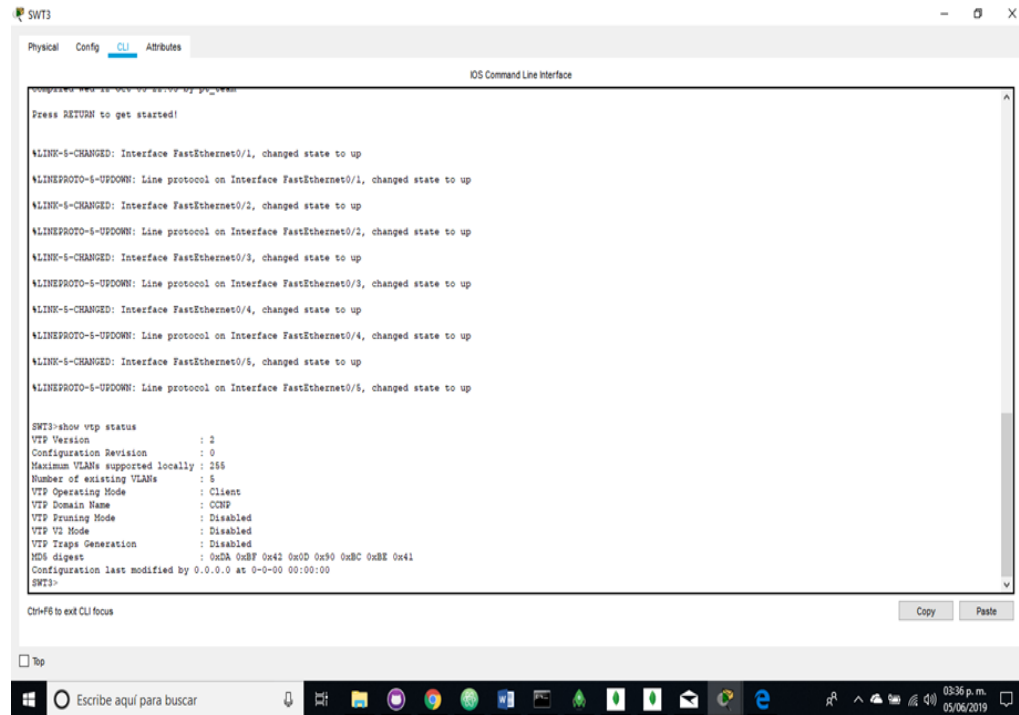 SWT3
Physical Config CLI Attributes
IOS Command Line Interface
Compiled Wed 12 Oct 05 22:05 by pt_team
Press RETURN to get started!
%LINK-5-CHANGED: Interface FastEthernet0/1, changed state to up
%LINEPROTO-5-UPDOWN: Line protocol on Interface FastEthernet0/1, changed state to up
%LINK-5-CHANGED: Interface FastEthernet0/2, changed state to up
%LINEPROTO-5-UPDOWN: Line protocol on Interface FastEthernet0/2, changed state to up
%LINK-5-CHANGED: Interface FastEthernet0/3, changed state to up
%LINEPROTO-5-UPDOWN: Line protocol on Interface FastEthernet0/3, changed state to up
%LINK-5-CHANGED: Interface FastEthernet0/4, changed state to up
%LINEPROTO-5-UPDOWN: Line protocol on Interface FastEthernet0/4, changed state to up
%LINK-5-CHANGED: Interface FastEthernet0/5, changed state to up
%LINEPROTO-5-UPDOWN: Line protocol on Interface FastEthernet0/5, changed state to up
SWT3>show vtp status
VTP Version : 2
Configuration Revision : 0
Maximum VLANs supported locally : 255
Number of existing VLANs : 5
VTP Operating Mode : Client
VTP Domain Name : CCNP
VTP Pruning Mode : Disabled
VTP V2 Mode : Disabled
VTP Traps Generation : Disabled
MD5 digest : 0xDA 0xBF 0x42 0x0D 0x90 0xBC 0xBE 0x41
Configuration last modified by 0.0.0.0 at 0-0-00 00:00:00
SWT3>
Ctrl+F6 to exit CLI focus
Copy Paste
Top
Escribe aquí para buscar
03:36 p. m.
05/06/2019